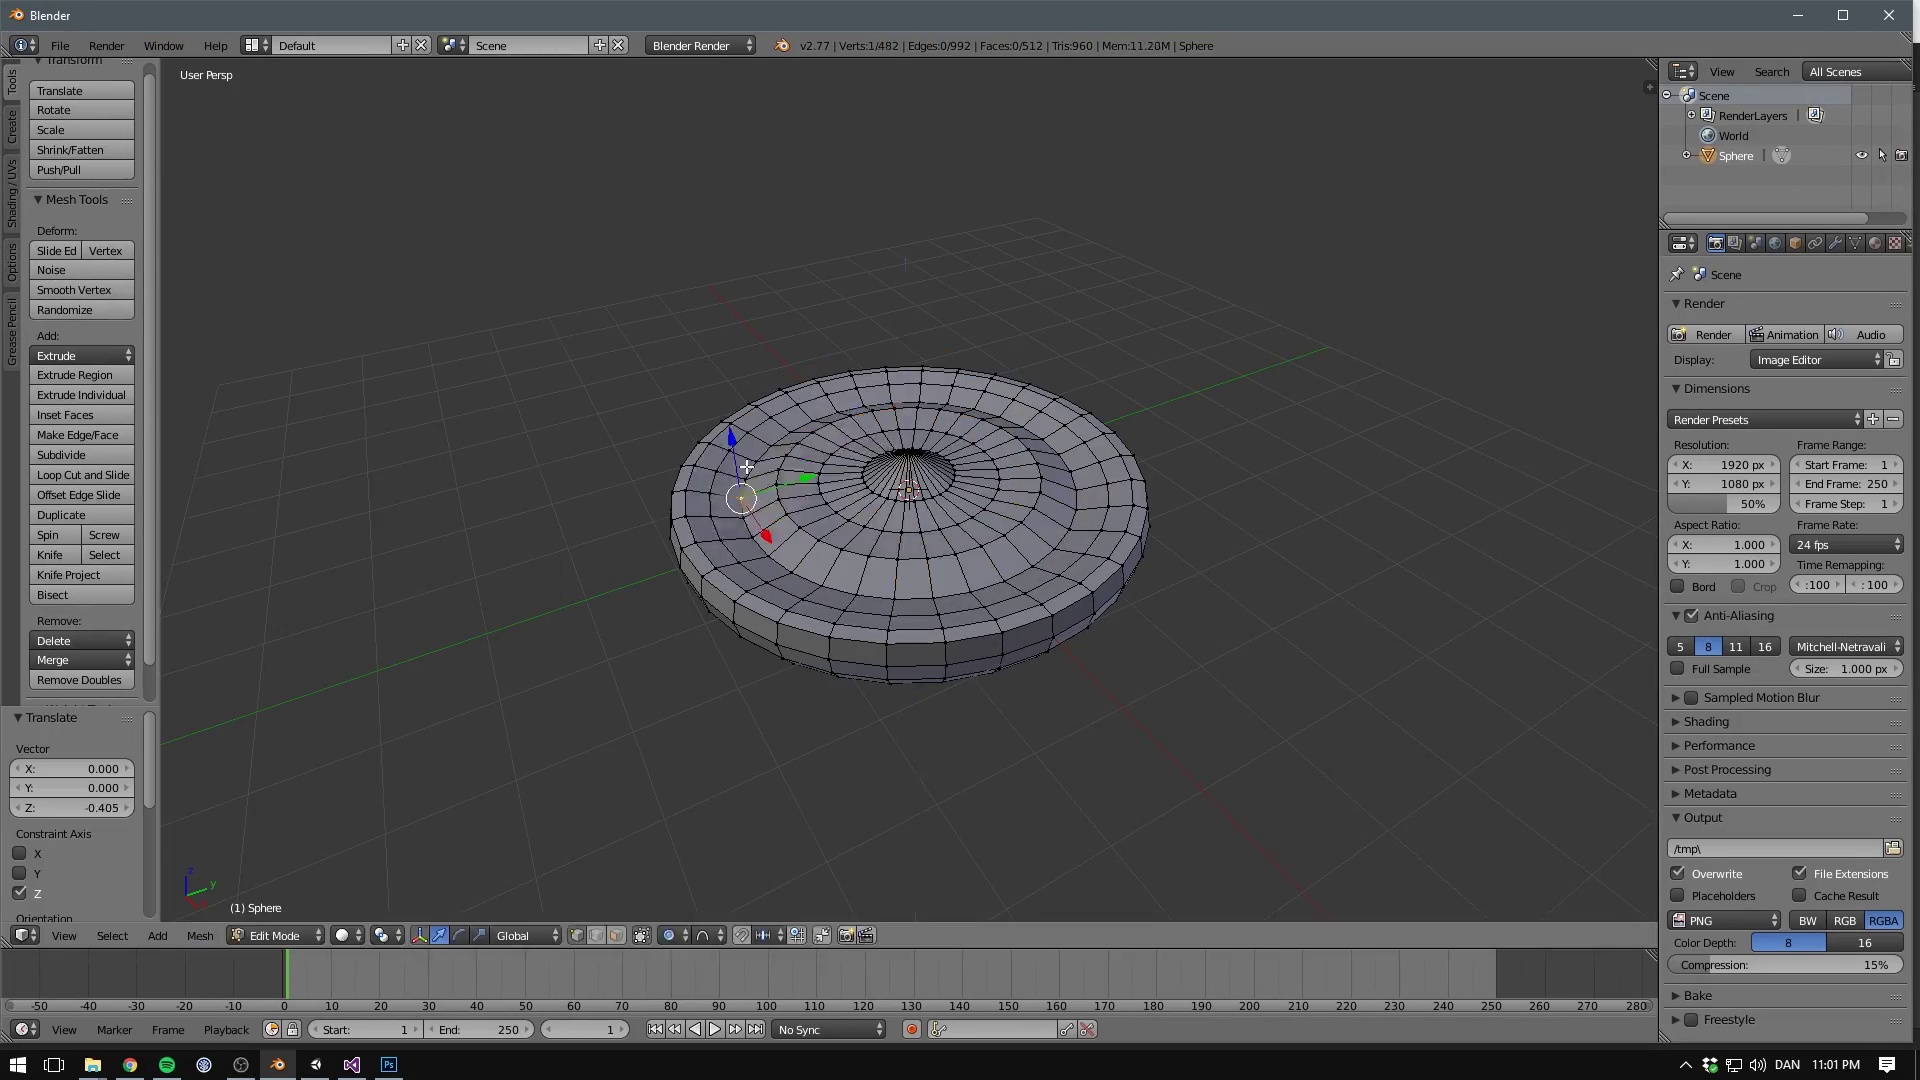 Blender
File Render Window Help Default Scene Blender Render v2.77 | Verts:1/482 | Edges:0/992 | Faces:0/512 | Tris:960 | Mem:11.20M | Sphere
Tools
Create
Shading / UVs
Options
Grease Pencil
Transform
Translate
Rotate
Scale
Shrink/Fatten
Push/Pull
Mesh Tools
Deform:
Slide Ed Vertex
Noise
Smooth Vertex
Randomize
Add:
Extrude
Extrude Region
Extrude Individual
Inset Faces
Make Edge/Face
Subdivide
Loop Cut and Slide
Offset Edge Slide
Duplicate
Spin Screw
Knife Select
Knife Project
Bisect
Remove:
Delete
Merge
Remove Doubles
Translate
Vector
X: 0.000
Y: 0.000
Z: -0.405
Constraint Axis
X
Y
Z
Orientation
User Persp
z
y
(1) Sphere
View Select Add Mesh Edit Mode Global
-50 -40 -30 -20 -10 0 10 20 30 40 50 60 70 80 90 100 110 120 130 140 150 160 170 180 190 200 210 220 230 240 250 260 270 280
View Marker Frame Playback Start: 1 End: 250 1 No Sync
View Search All Scenes
Scene
RenderLayers |
World
Sphere |
Scene
Render
Render Animation Audio
Display: Image Editor
Dimensions
Render Presets
Resolution: Frame Range:
X: 1920 px Start Frame: 1
Y: 1080 px End Frame: 250
50% Frame Step: 1
Aspect Ratio: Frame Rate:
X: 1.000 24 fps
Y: 1.000 Time Remapping:
Bord Crop :100 : 100
Anti-Aliasing
5 8 11 16 Mitchell-Netravali
Full Sample Size: 1.000 px
Sampled Motion Blur
Shading
Performance
Post Processing
Metadata
Output
/tmp\
Overwrite File Extensions
Placeholders Cache Result
PNG BW RGB RGBA
Color Depth: 8 16
Compression: 15%
Bake
Freestyle
Ps DAN 11:01 PM